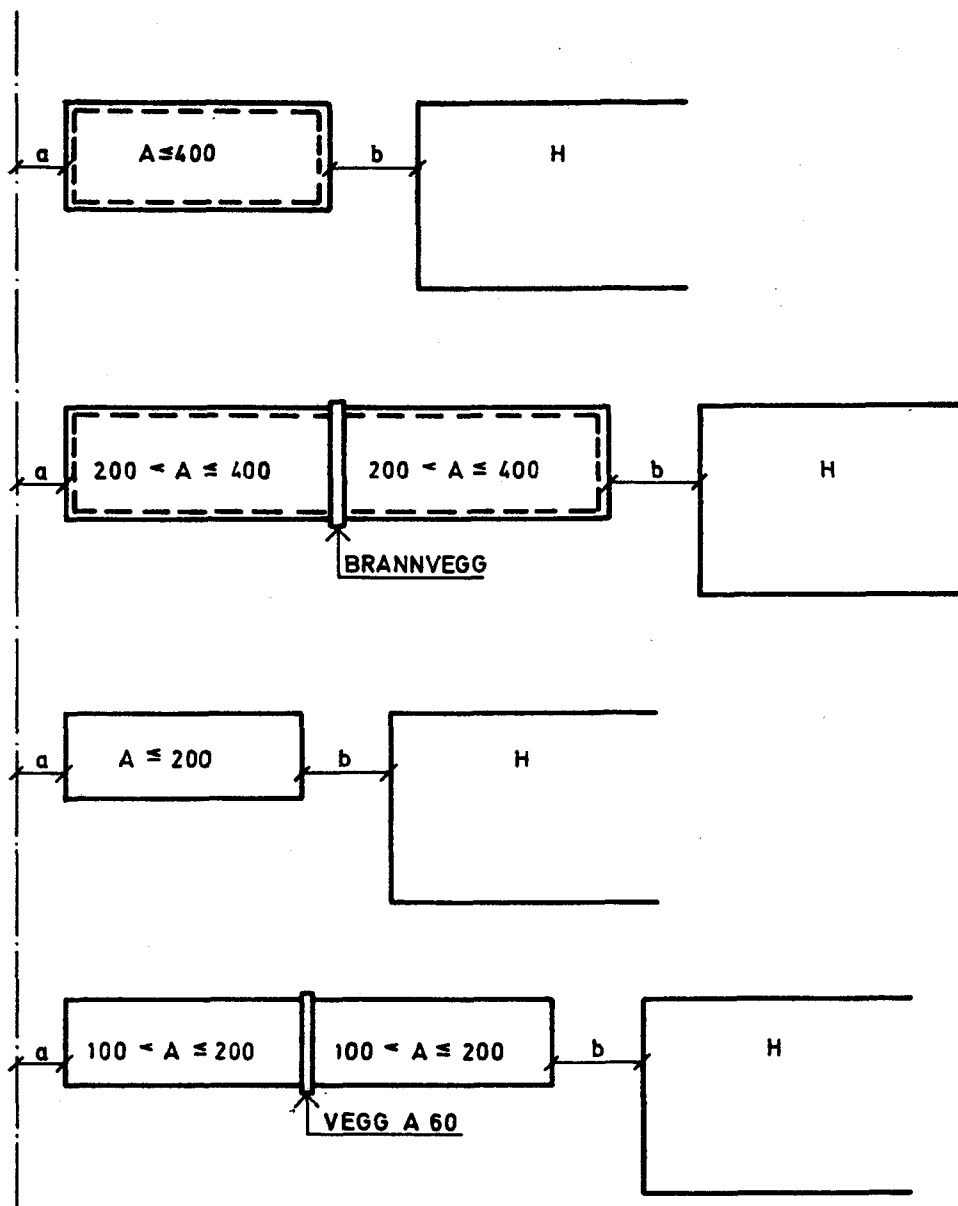 a A ≤ 400 b H
a 200 < A ≤ 400 200 < A ≤ 400 b H
BRANNVEGG
a A ≤ 200 b H
a 100 < A ≤ 200 100 < A ≤ 200 b H
VEGG A 60